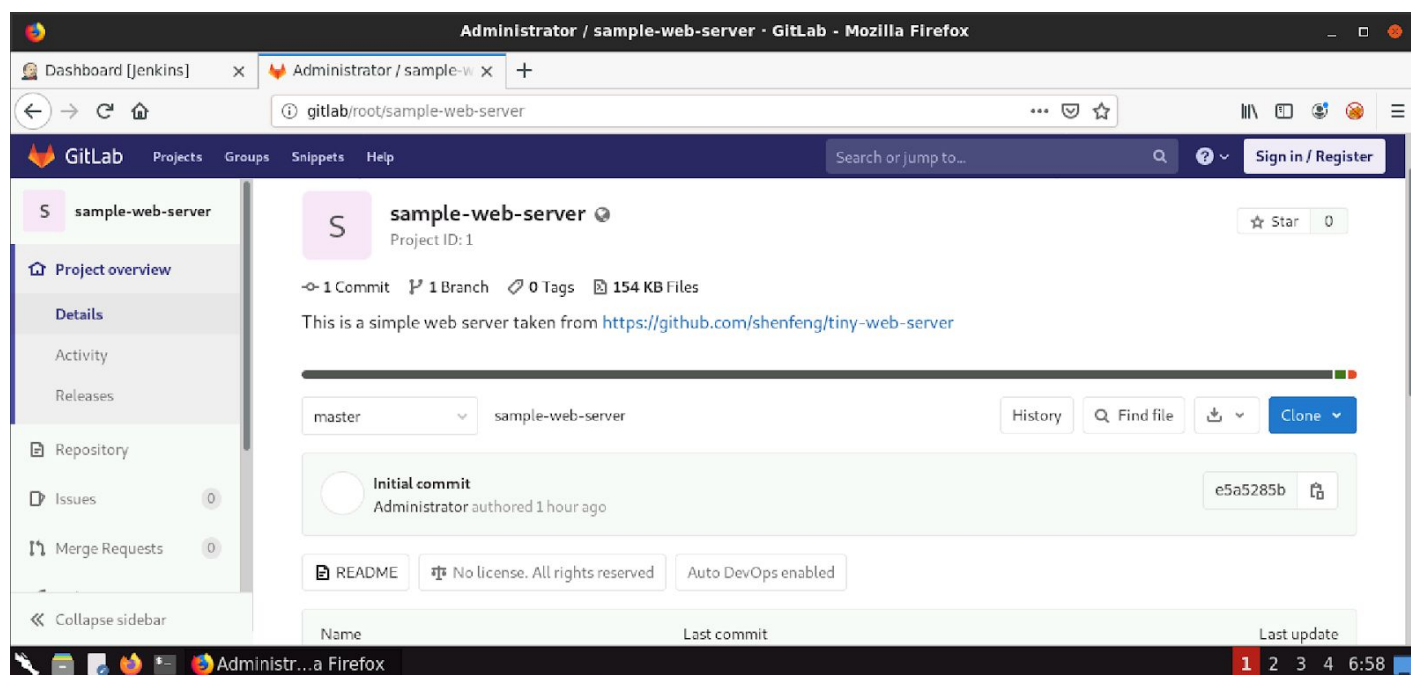 Administrator / sample-web-server · GitLab - Mozilla Firefox
Dashboard [Jenkins]
Administrator / sample-w
gitlab/root/sample-web-server
GitLab Projects Groups Snippets Help Search or jump to... Sign in / Register
S sample-web-server
Project overview
Details
Activity
Releases
Repository
Issues 0
Merge Requests 0
Collapse sidebar
S
sample-web-server
Project ID: 1
Star 0
1 Commit 1 Branch 0 Tags 154 KB Files
This is a simple web server taken from https://github.com/shenfeng/tiny-web-server
master sample-web-server History Find file Clone
Initial commit
Administrator authored 1 hour ago
e5a5285b
README No license. All rights reserved Auto DevOps enabled
Name Last commit Last update
Administr...a Firefox 1 2 3 4 6:58